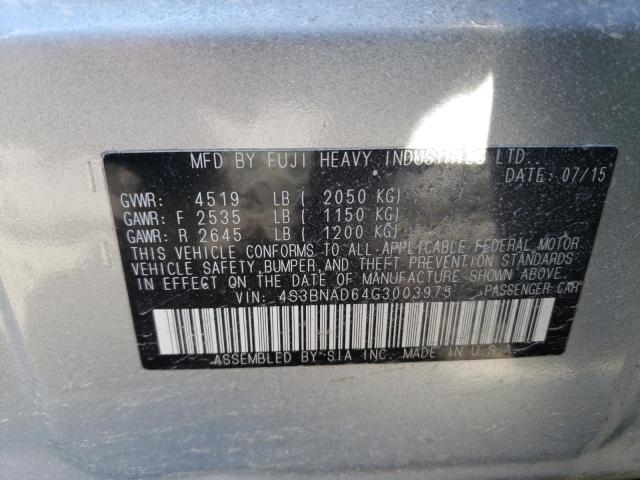 MFD BY FUJI HEAVY INDUSTRIES LTD.
DATE: 07/15
GVWR: 4519 LB ( 2050 KG)
GAWR: F 2535 LB ( 1150 KG)
GAWR: R 2645 LB ( 1200 KG)
THIS VEHICLE CONFORMS TO ALL APPLICABLE FEDERAL MOTOR
VEHICLE SAFETY, BUMPER, AND THEFT PREVENTION STANDARDS
IN EFFECT ON THE DATE OF MANUFACTURE SHOWN ABOVE.
VIN: 4S3BNAD64G3003975 PASSENGER CAR
ASSEMBLED BY SIA INC. MADE IN U.S.A.